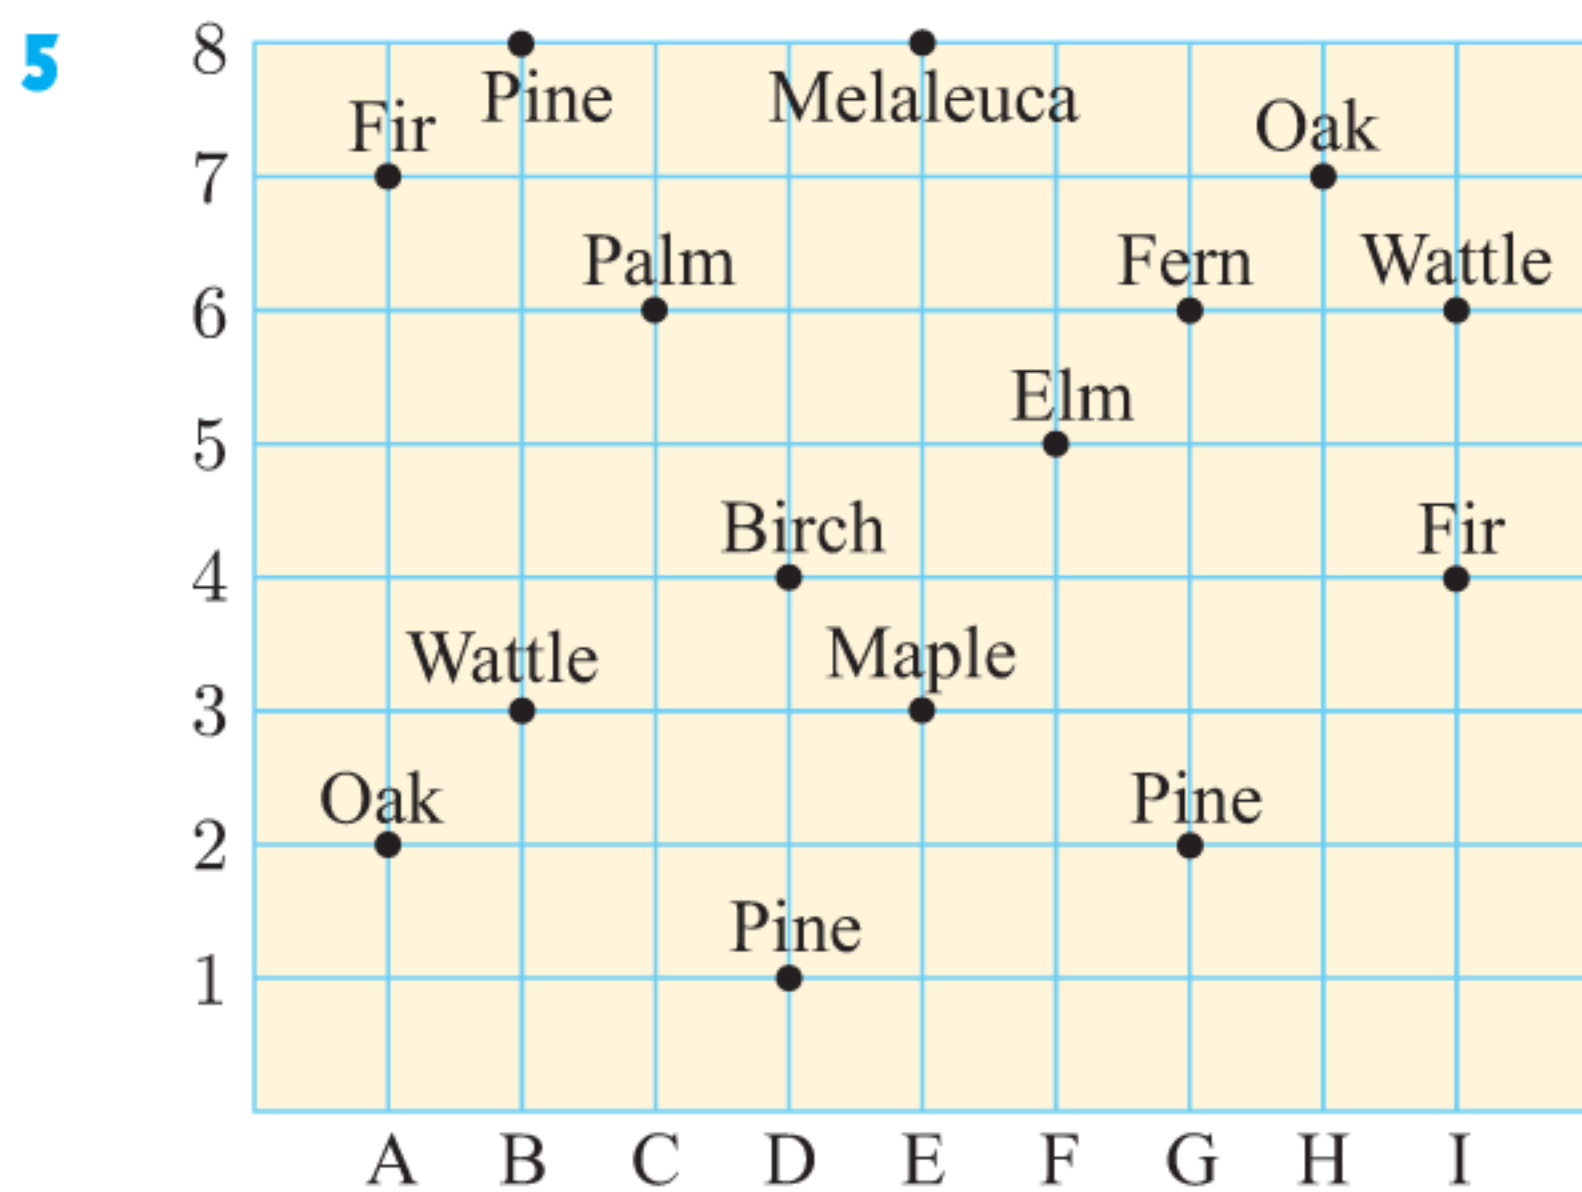 5
8
Pine Melaleuca
Fir Oak
7
Palm Fern Wattle
6
Elm
5
Birch Fir
4
Wattle Maple
3
Oak Pine
2
Pine
1
A B C D E F G H I